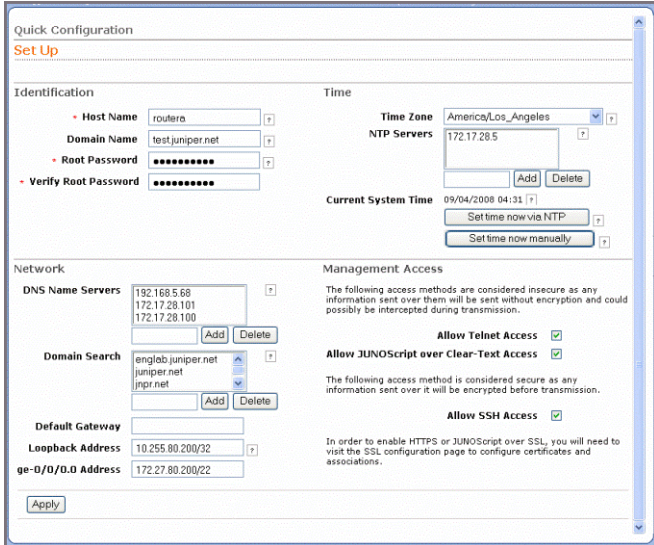 Quick Configuration
Set Up
Identification
* Host Name routera ?
Domain Name test.juniper.net ?
* Root Password ●●●●●●●●●● ?
* Verify Root Password ●●●●●●●●●●
Time
Time Zone America/Los_Angeles ?
NTP Servers 172.17.28.5 ?
Add Delete
Current System Time 09/04/2008 04:31 ?
Set time now via NTP ?
Set time now manually ?
Network
DNS Name Servers 192.168.5.68 ?
172.17.28.101
172.17.28.100
Add Delete
Domain Search englab.juniper.net ?
juniper.net
jnpr.net
Add Delete
Default Gateway
Loopback Address 10.255.80.200/32 ?
ge-0/0/0.0 Address 172.27.80.200/22
Management Access
The following access methods are considered insecure as any
information sent over them will be sent without encryption and could
possibly be intercepted during transmission.
Allow Telnet Access
Allow JUNOScript over Clear-Text Access
The following access method is considered secure as any
information sent over it will be encrypted before transmission.
Allow SSH Access
In order to enable HTTPS or JUNOScript over SSL, you will need to
visit the SSL configuration page to configure certificates and
associations.
Apply